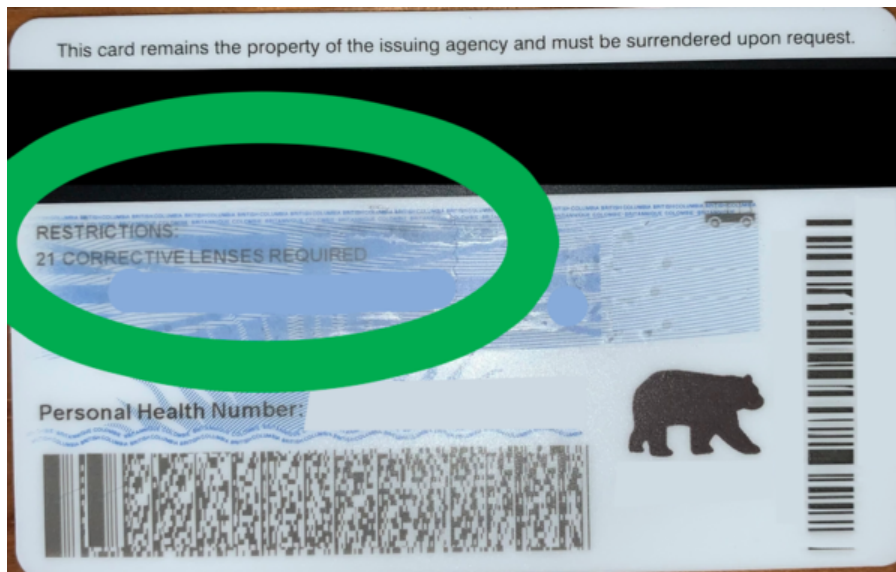 This card remains the property of the issuing agency and must be surrendered upon request.
RESTRICTIONS:
21 CORRECTIVE LENSES REQUIRED
Personal Health Number: